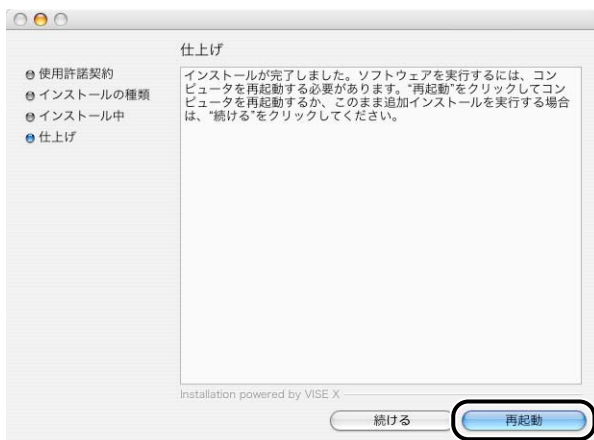 仕上げ
使用許諾契約
インストールの種類
インストール中
仕上げ
インストールが完了しました。ソフトウェアを実行するには、コン
ピュータを再起動する必要があります。“再起動”をクリックしてコン
ピュータを再起動するか、このまま追加インストールを実行する場合
は、“続ける”をクリックしてください。
Installation powered by VISE X
続ける
再起動